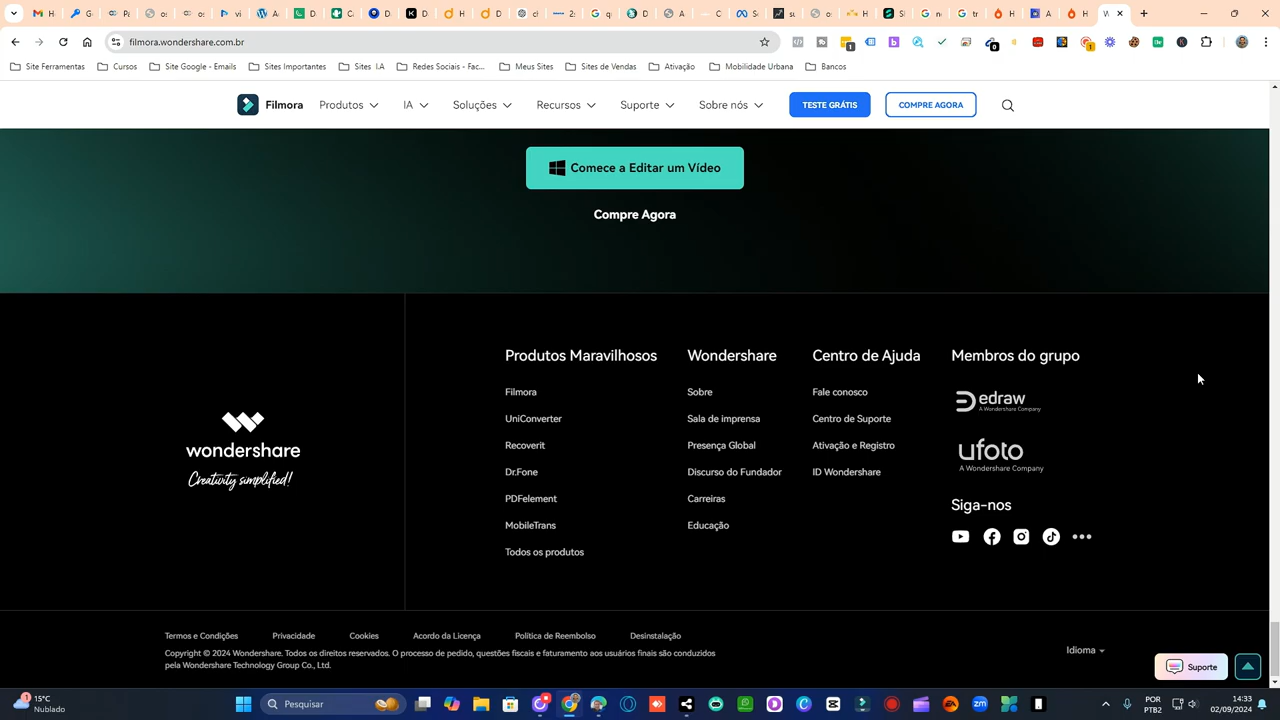 filmora.wondershare.com.br
Site Ferramentas
Cursos
Site Google - Emails
Sites Importantes
Sites I.A
Redes Sociais - Fac...
Meus Sites
Sites de Vendas
Ativação
Mobilidade Urbana
Bancos
Filmora
Produtos
IA
Soluções
Recursos
Suporte
Sobre nós
TESTE GRÁTIS
COMPRE AGORA
Comece a Editar um Vídeo
Compre Agora
wondershare
Creativity simplified!
Produtos Maravilhosos
Filmora
UniConverter
Recoverit
Dr.Fone
PDFelement
MobileTrans
Todos os produtos
Wondershare
Sobre
Sala de imprensa
Presença Global
Discurso do Fundador
Carreiras
Educação
Centro de Ajuda
Fale conosco
Centro de Suporte
Ativação e Registro
ID Wondershare
Membros do grupo
edraw
A Wondershare Company
ufoto
A Wondershare Company
Siga-nos
Termos e Condições
Privacidade
Cookies
Acordo da Licença
Política de Reembolso
Desinstalação
Copyright © 2024 Wondershare. Todos os direitos reservados. O processo de pedido, questões fiscais e faturamento aos usuários finais são conduzidos
pela Wondershare Technology Group Co., Ltd.
Idioma
Suporte
15°C
Nublado
Pesquisar
POR
PTB2
14:33
02/09/2024